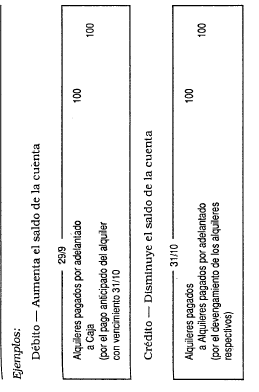 Ejemplos:
Débito — Aumenta el saldo de la cuenta
29/9
Alquileres pagados por adelantado 100
a Caja 100
(por el pago anticipado del alquiler
con vencimiento 31/10
Crédito — Disminuye el saldo de la cuenta
31/10
Alquileres pagados 100
a Alquileres pagados por adelantado 100
(por el devengamiento de los alquileres
respectivos)